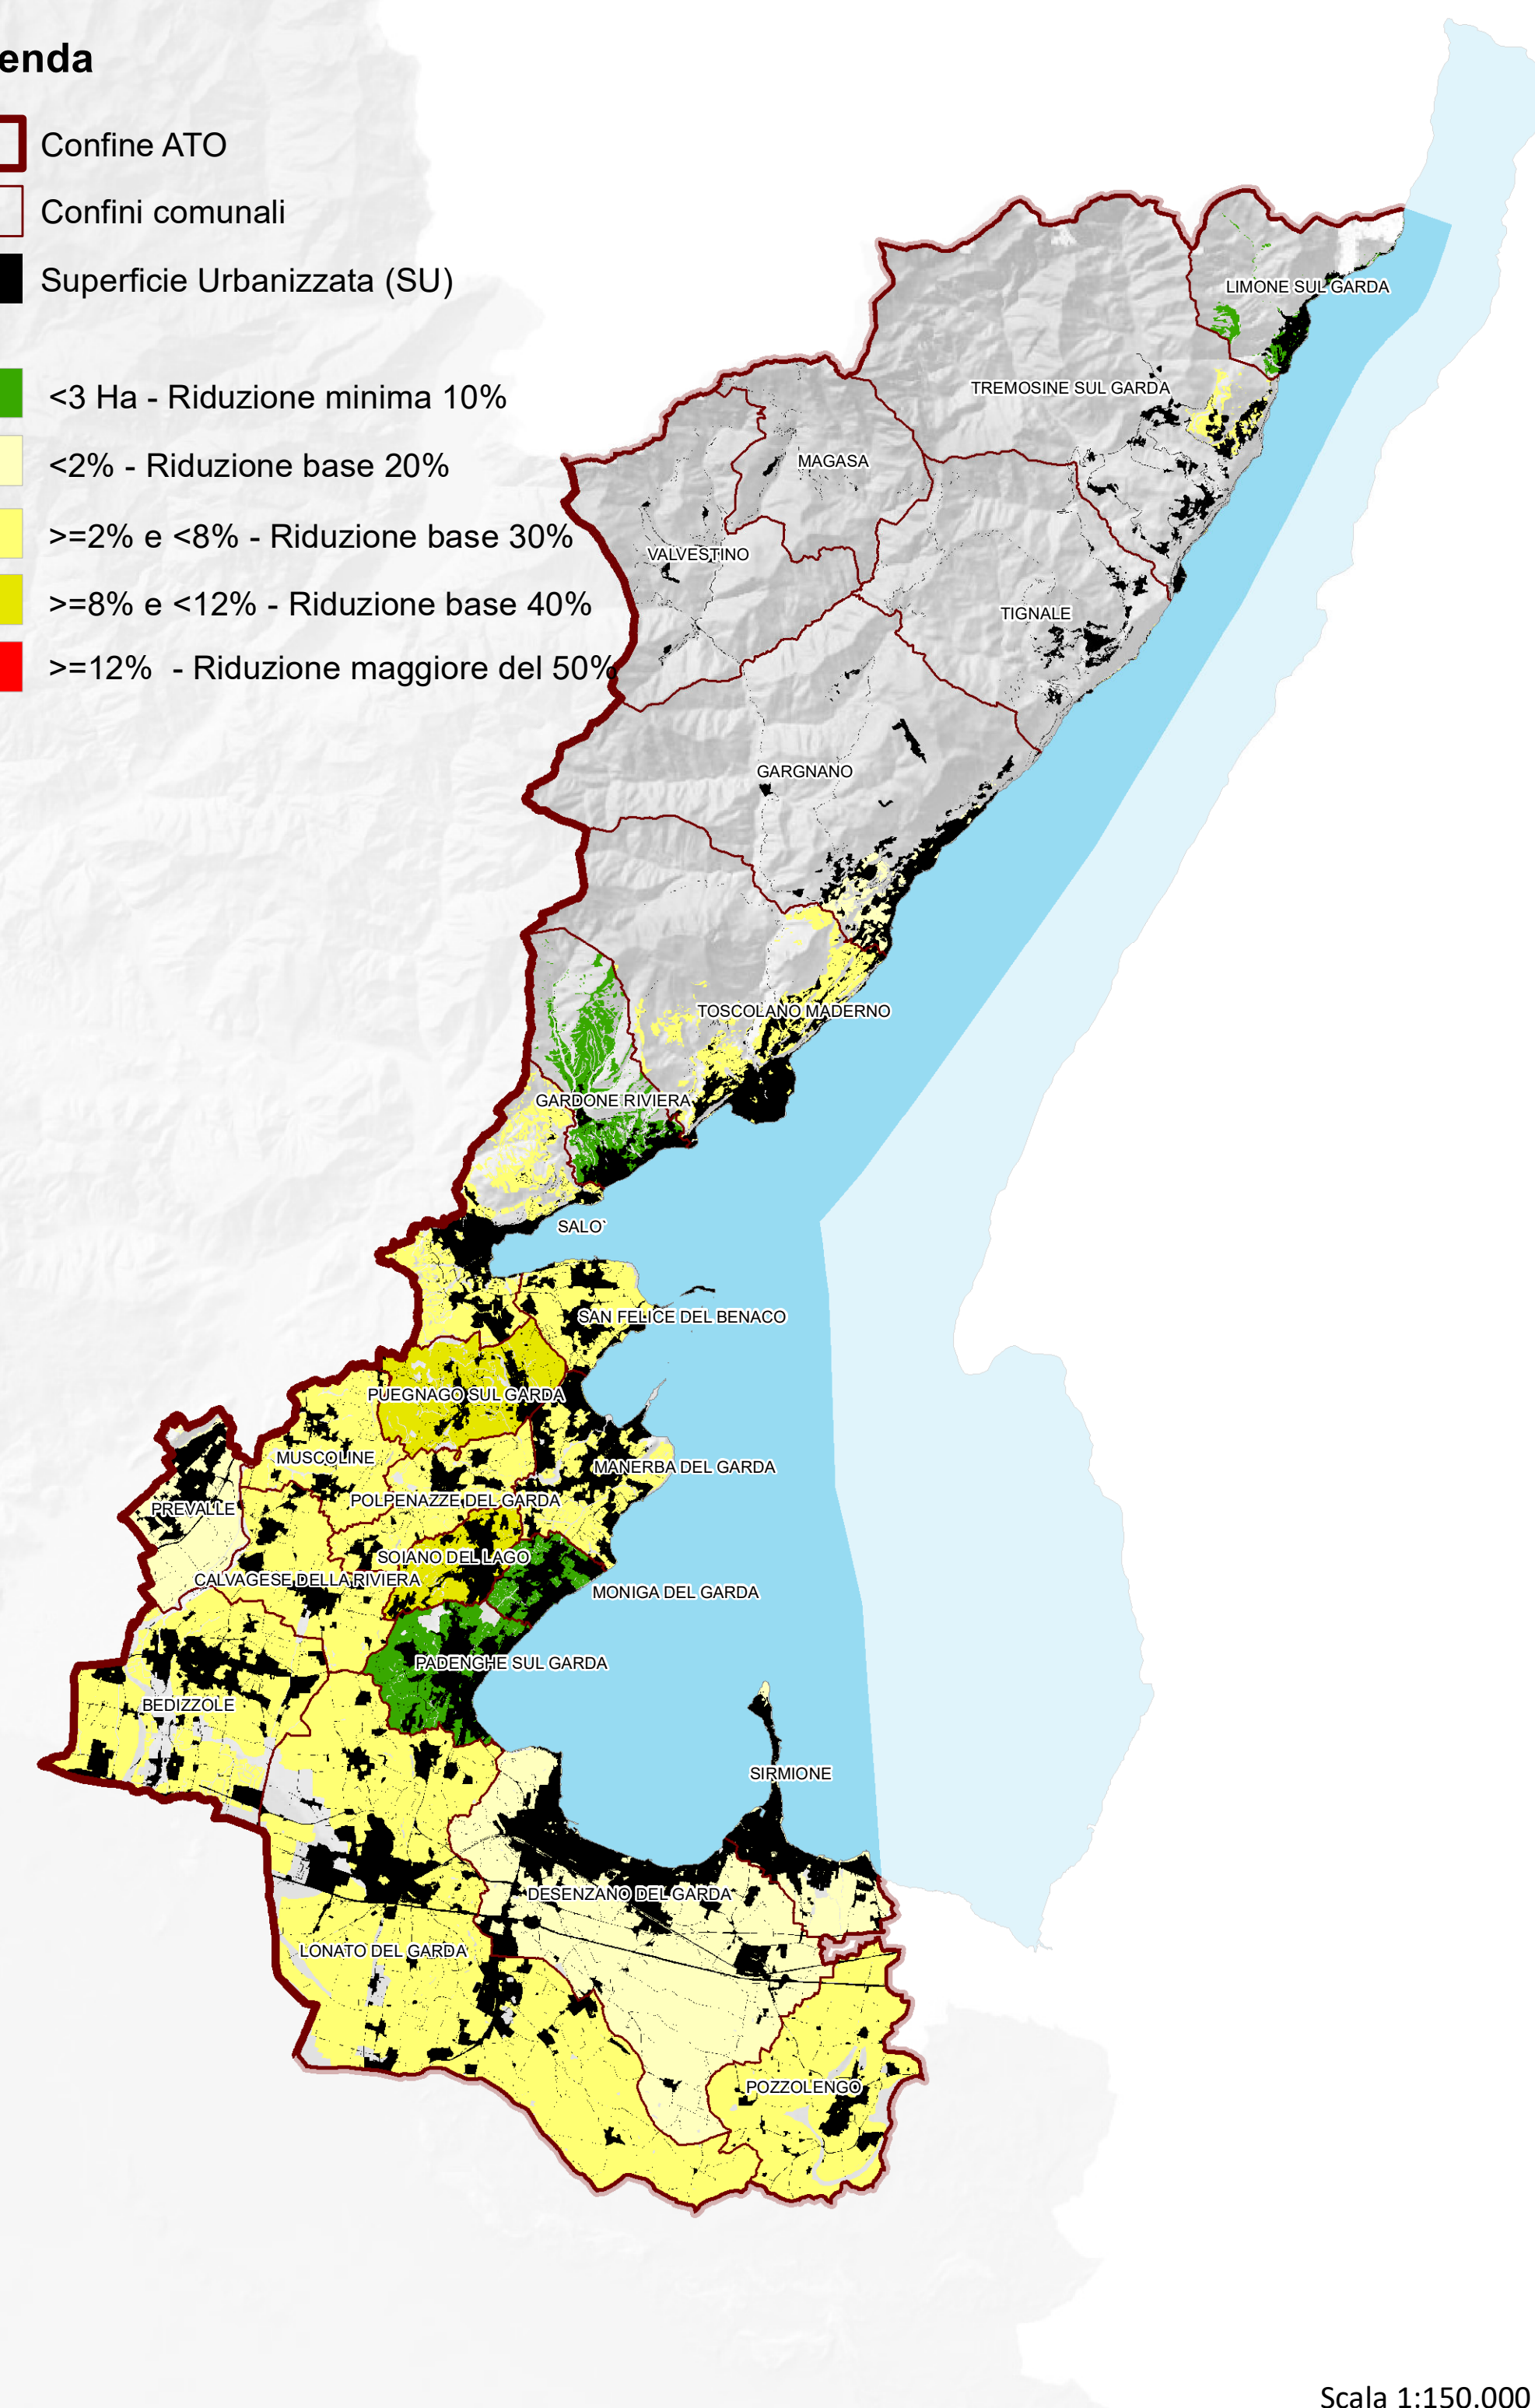 enda
Confine ATO
Confini comunali
Superficie Urbanizzata (SU)
<3 Ha - Riduzione minima 10%
<2% - Riduzione base 20%
>=2% e <8% - Riduzione base 30%
>=8% e <12% - Riduzione base 40%
>=12%  - Riduzione maggiore del 50%
LIMONE SUL GARDA
TREMOSINE SUL GARDA
MAGASA
VALVESTINO
TIGNALE
GARGNANO
TOSCOLANO MADERNO
GARDONE RIVIERA
SALO`
SAN FELICE DEL BENACO
PUEGNAGO SUL GARDA
MUSCOLINE
MANERBA DEL GARDA
POLPENAZZE DEL GARDA
PREVALLE
SOIANO DEL LAGO
CALVAGESE DELLA RIVIERA
MONIGA DEL GARDA
PADENGHE SUL GARDA
BEDIZZOLE
SIRMIONE
DESENZANO DEL GARDA
LONATO DEL GARDA
POZZOLENGO
Scala 1:150.000